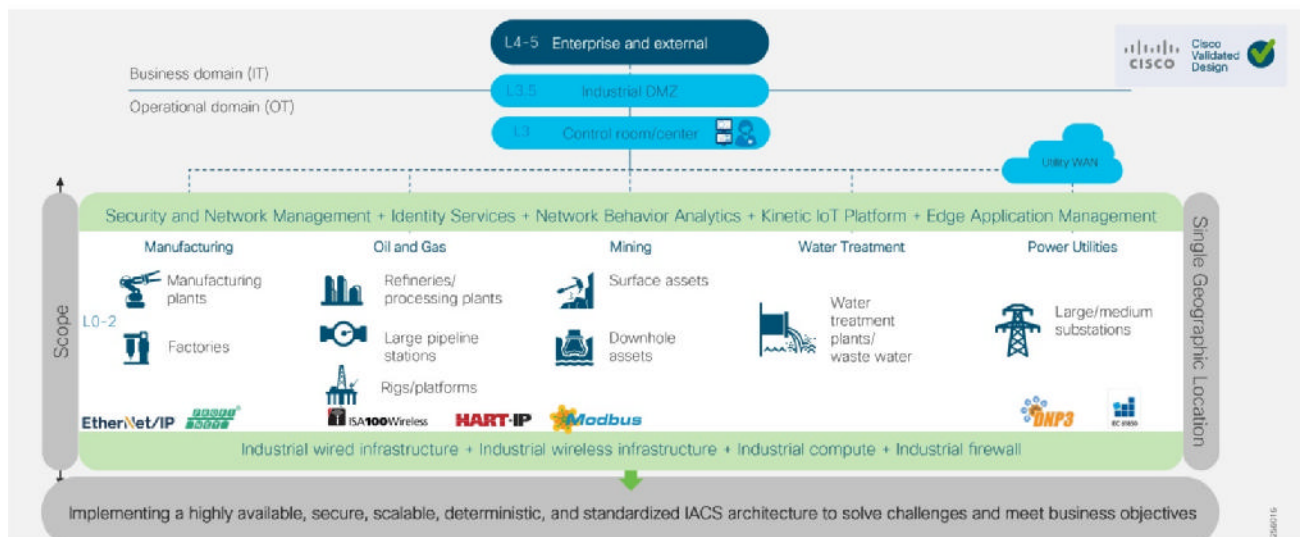 L4-5 Enterprise and external
CISCO
Cisco
Validated
Design
Business domain (IT)
L3.5 Industrial DMZ
Operational domain (OT)
L3 Control room/center
Utility WAN
Scope
Security and Network Management + Identity Services + Network Behavior Analytics + Kinetic IoT Platform + Edge Application Management
Single Geographic Location
L0-2
Manufacturing
Manufacturing
plants
Factories
Oil and Gas
Refineries/
processing plants
Large pipeline
stations
Rigs/platforms
Mining
Surface assets
Downhole
assets
Water Treatment
Water
treatment
plants/
waste water
Power Utilities
Large/medium
substations
EtherNet/IP
PROFI
NET
ISA100Wireless
HART-IP
Modbus
DNP3
IEC 61850
Industrial wired infrastructure + Industrial wireless infrastructure + Industrial compute + Industrial firewall
Implementing a highly available, secure, scalable, deterministic, and standardized IACS architecture to solve challenges and meet business objectives